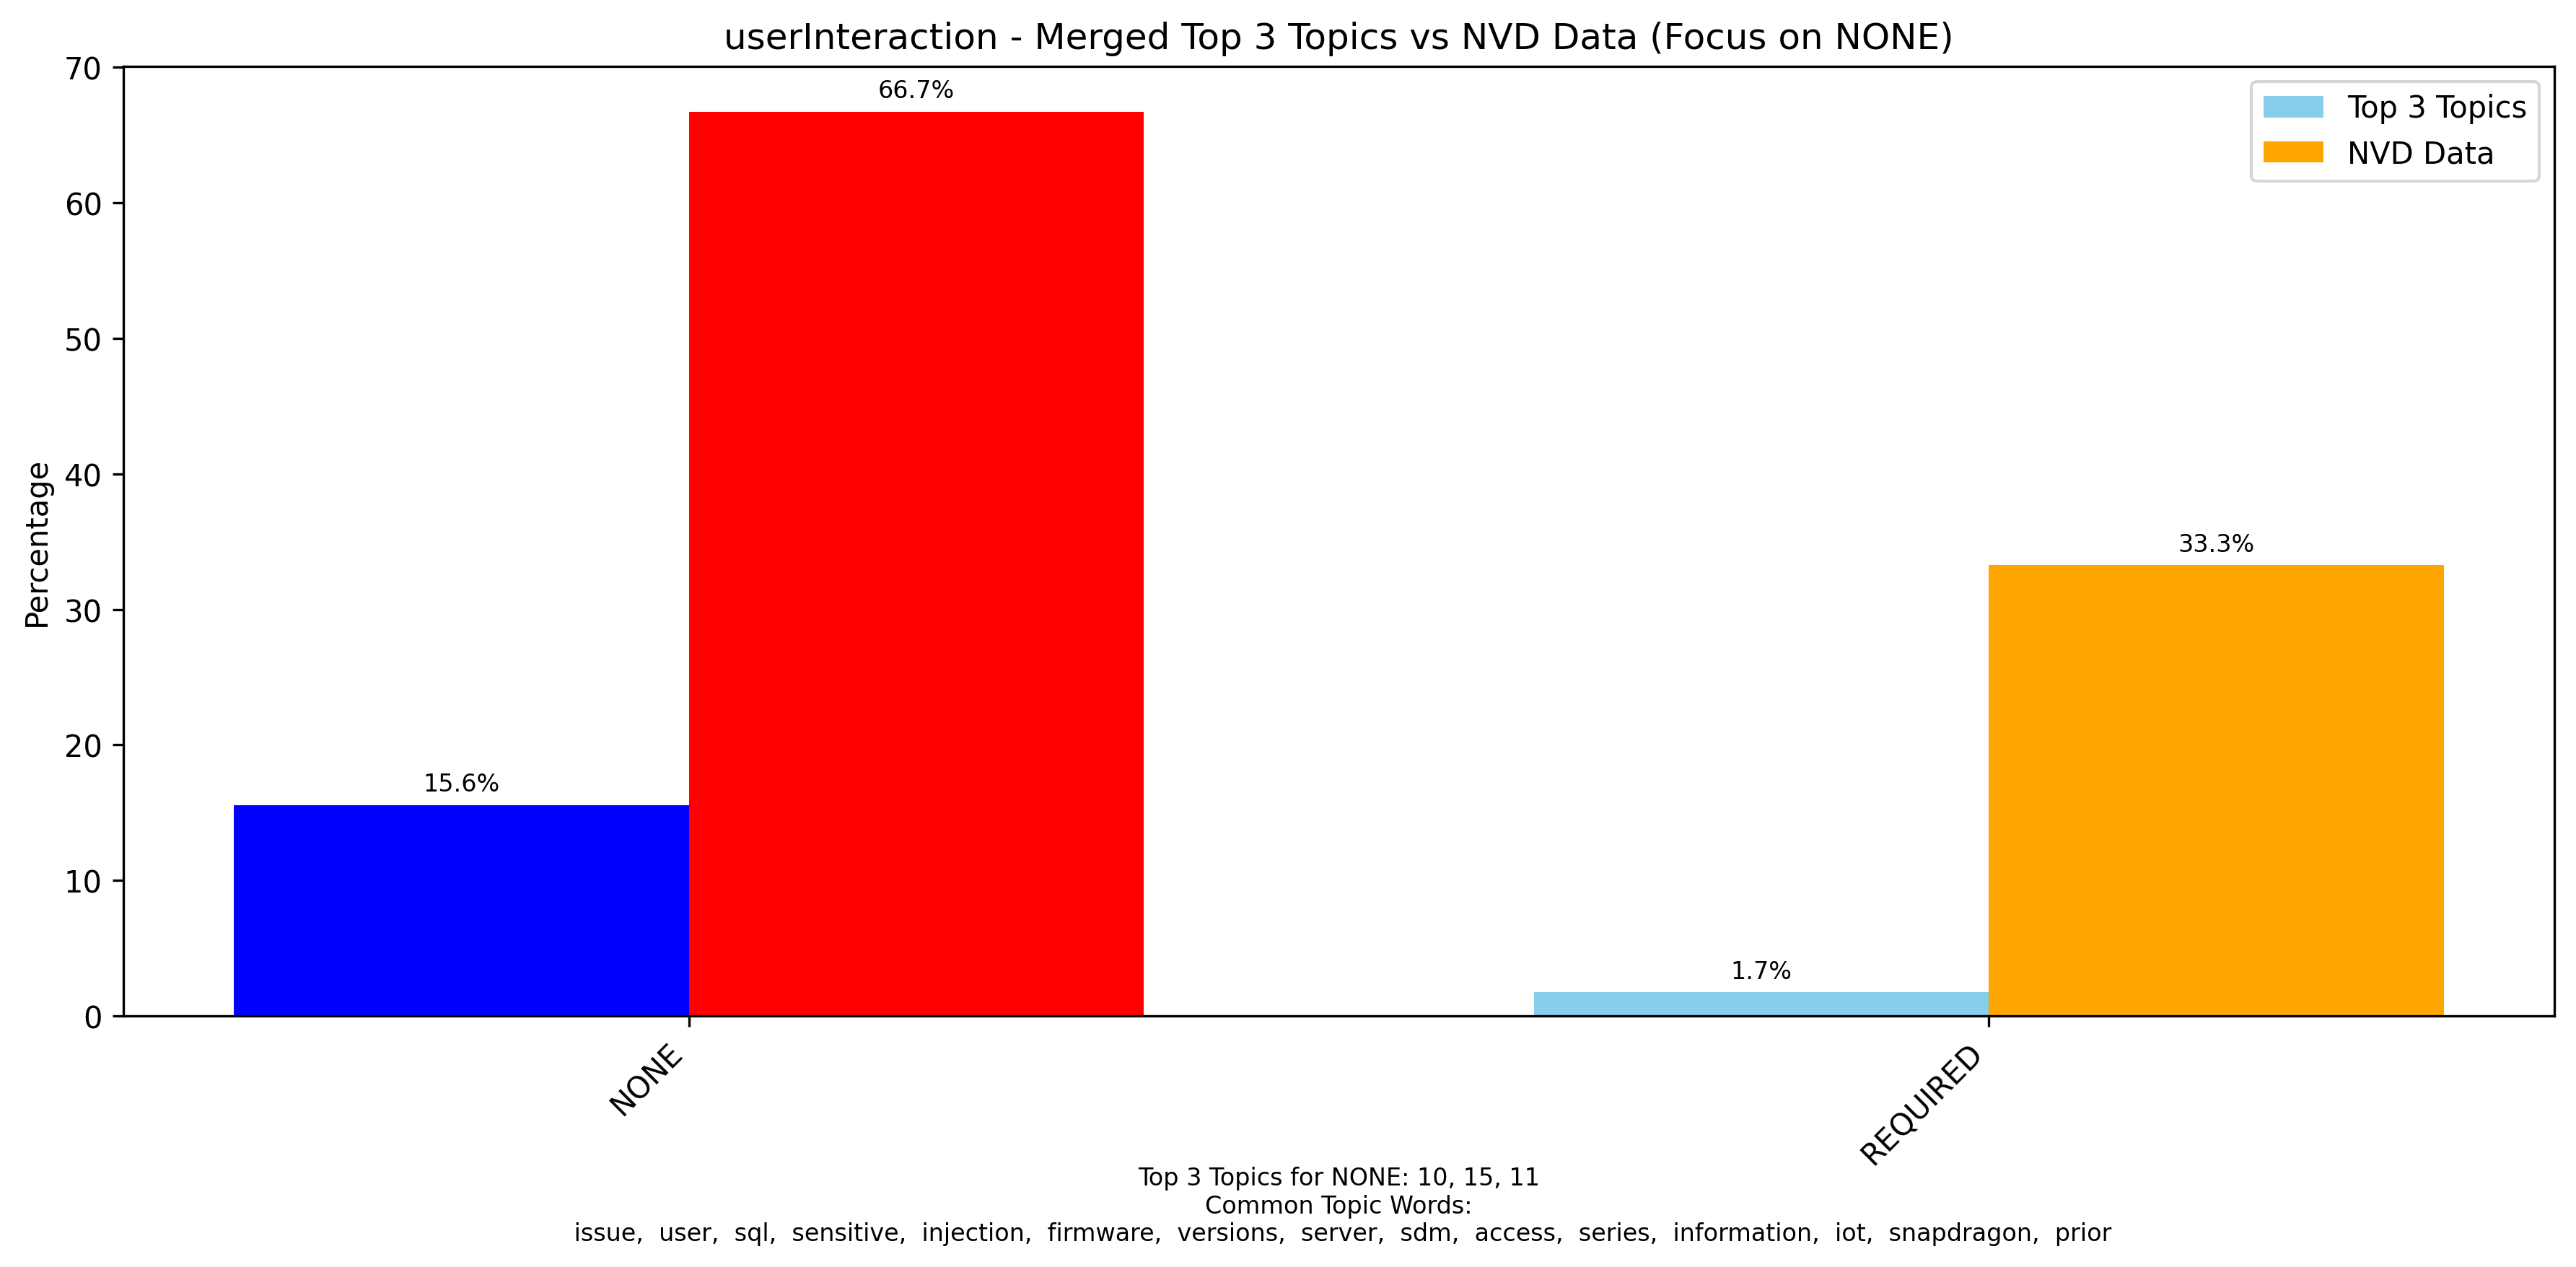 userInteraction - Merged Top 3 Topics vs NVD Data (Focus on NONE)
70
60
50
40
30
20
10
0
Percentage
66.7%
15.6%
33.3%
1.7%
Top 3 Topics
NVD Data
NONE
REQUIRED
Top 3 Topics for NONE: 10, 15, 11
Common Topic Words:
issue, user, sql, sensitive, injection, firmware, versions, server, sdm, access, series, information, iot, snapdragon, prior